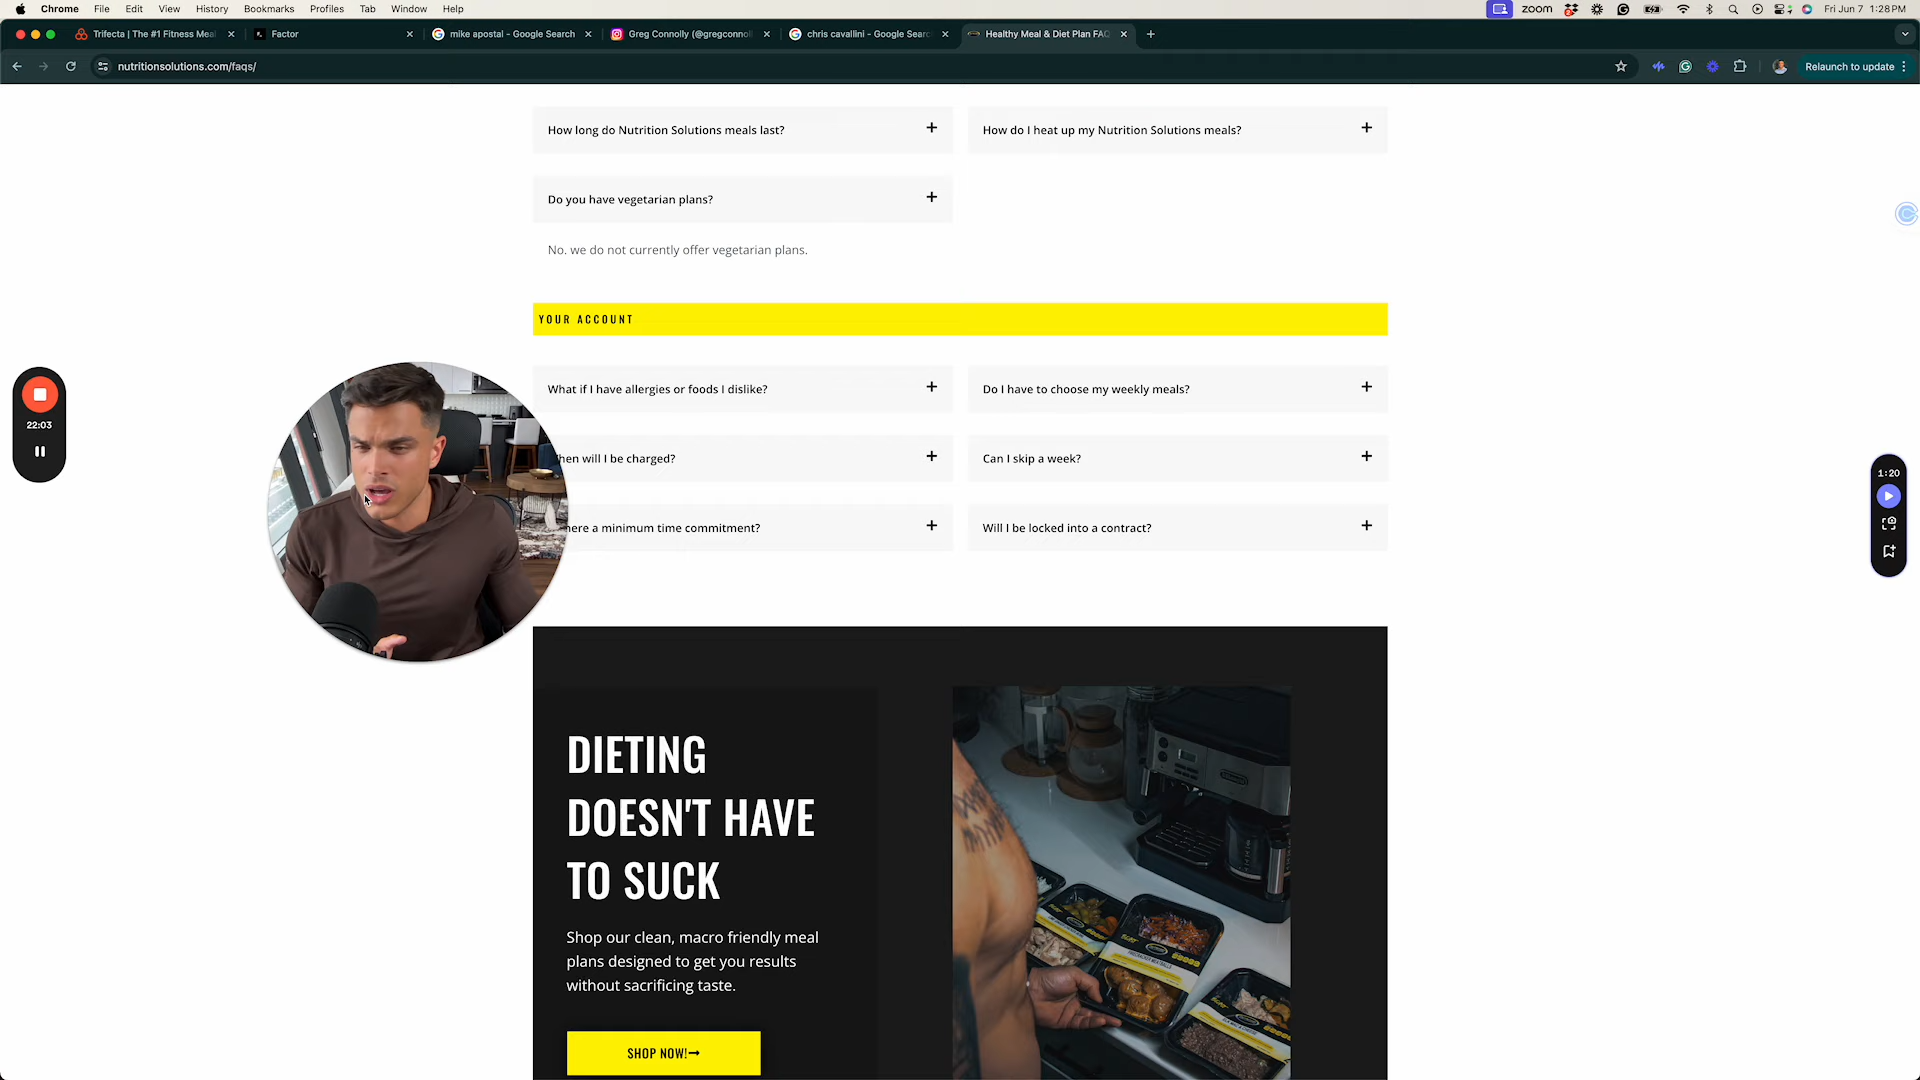 Chrome File Edit View History Bookmarks Profiles Tab Window Help zoom Fri Jun 7 1:28 PM
Trifecta | The #1 Fitness Meal Factor mike apostal - Google Search Greg Connolly (@gregconnoll chris cavallini - Google Search Healthy Meal & Diet Plan FAQ
nutritionsolutions.com/faqs/ Relaunch to update
How long do Nutrition Solutions meals last? +
How do I heat up my Nutrition Solutions meals? +
Do you have vegetarian plans? +
No. we do not currently offer vegetarian plans.
YOUR ACCOUNT
What if I have allergies or foods I dislike? +
Do I have to choose my weekly meals? +
22:03
hen will I be charged? +
Can I skip a week? +
1:20
here a minimum time commitment? +
Will I be locked into a contract? +
DIETING
DOESN'T HAVE
TO SUCK
Shop our clean, macro friendly meal
plans designed to get you results
without sacrificing taste.
SHOP NOW!→